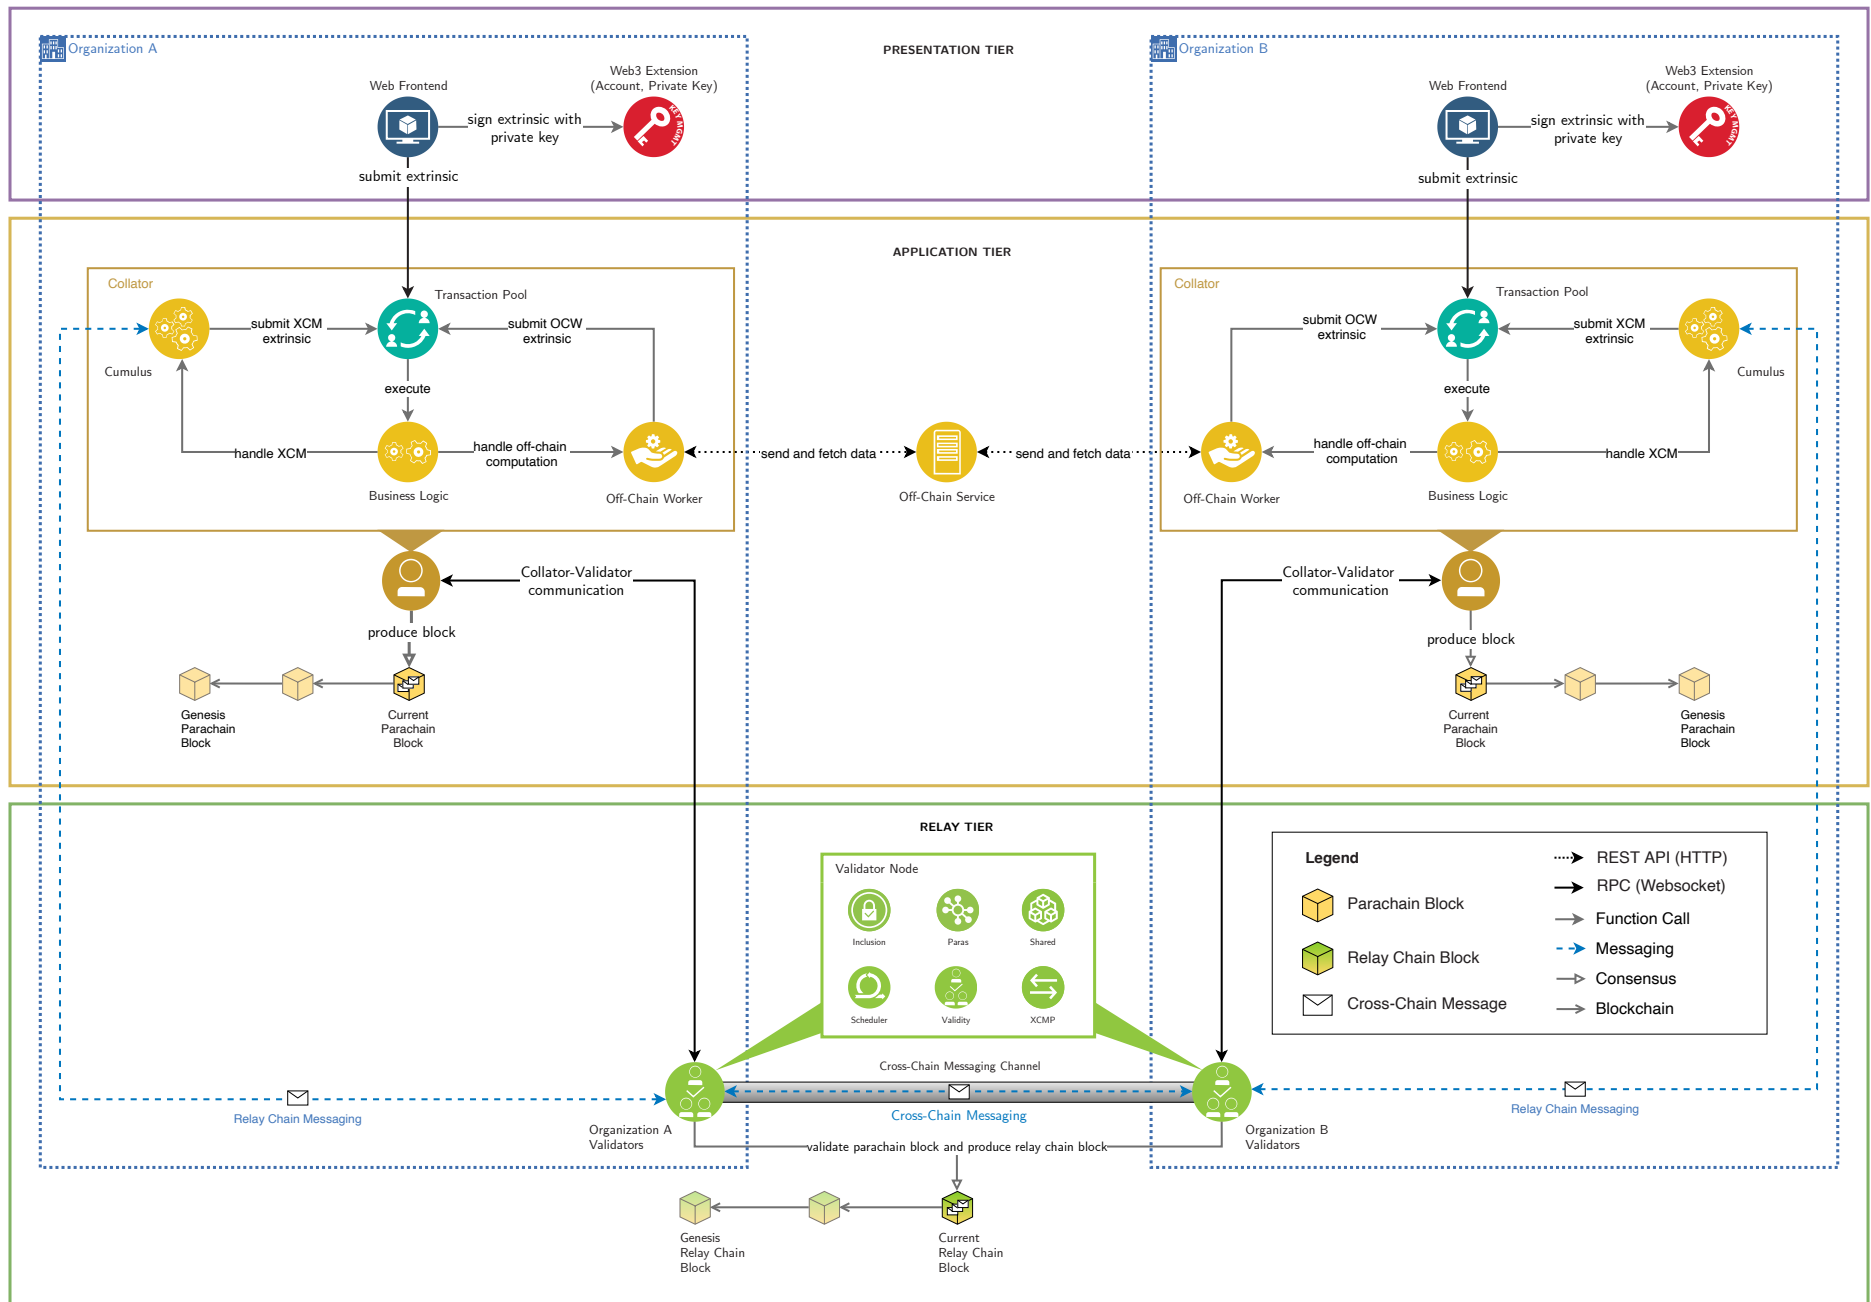 Organization A
PRESENTATION TIER
Organization B
Web Frontend
Web3 Extension
(Account, Private Key)
KEY MGMT
sign extrinsic with
private key
submit extrinsic
Web Frontend
Web3 Extension
(Account, Private Key)
KEY MGMT
sign extrinsic with
private key
submit extrinsic
APPLICATION TIER
Collator
Transaction Pool
submit XCM
extrinsic
submit OCW
extrinsic
Cumulus
execute
handle XCM
handle off-chain
computation
Business Logic
Off-Chain Worker
send and fetch data
Off-Chain Service
send and fetch data
Collator
Transaction Pool
submit OCW
extrinsic
submit XCM
extrinsic
Cumulus
execute
handle off-chain
computation
handle XCM
Off-Chain Worker
Business Logic
Collator-Validator
communication
produce block
Genesis
Parachain
Block
Current
Parachain
Block
Collator-Validator
communication
produce block
Current
Parachain
Block
Genesis
Parachain
Block
RELAY TIER
Validator Node
Inclusion
Paras
Shared
Scheduler
Validity
XCMP
Legend
Parachain Block
Relay Chain Block
Cross-Chain Message
REST API (HTTP)
RPC (Websocket)
Function Call
Messaging
Consensus
Blockchain
Cross-Chain Messaging Channel
Relay Chain Messaging
Cross-Chain Messaging
Relay Chain Messaging
Organization A
Validators
Organization B
Validators
validate parachain block and produce relay chain block
Genesis
Relay Chain
Block
Current
Relay Chain
Block